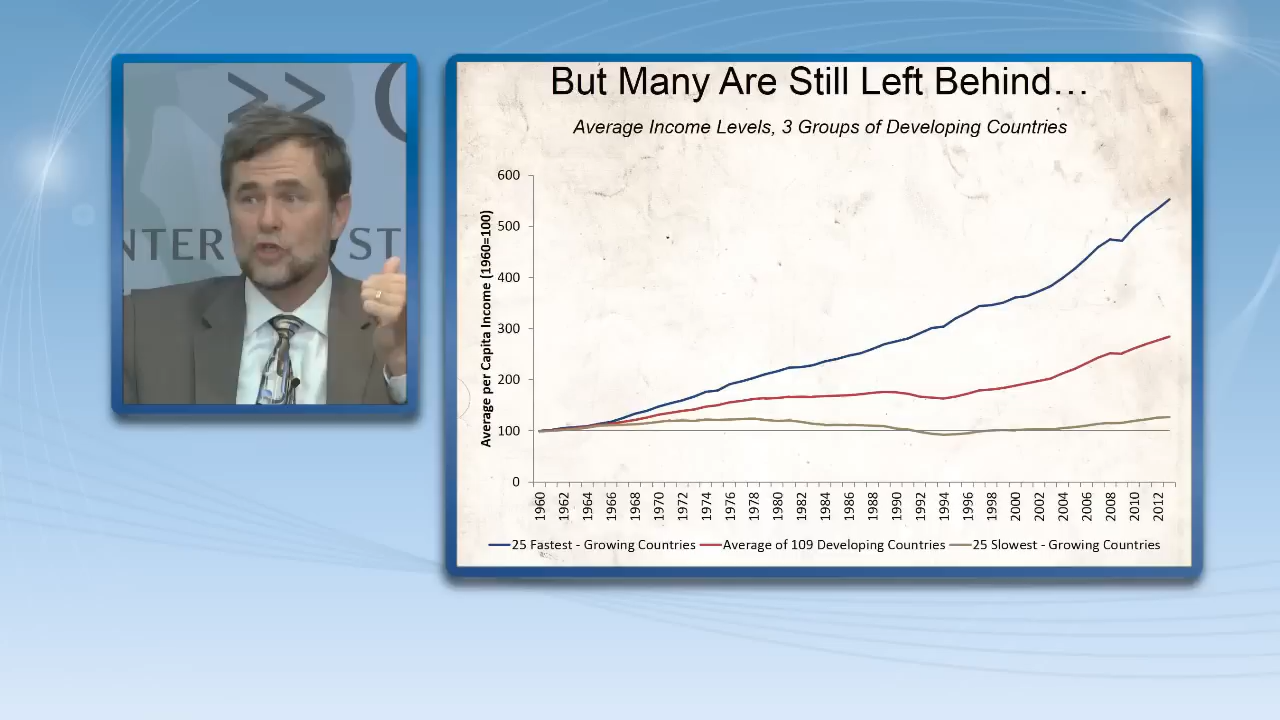 >> C
NTER
ST
But Many Are Still Left Behind…
Average Income Levels, 3 Groups of Developing Countries
Average per Capita Income (1960=100)
600
500
400
300
200
100
0
1960 1962 1964 1966 1968 1970 1972 1974 1976 1978 1980 1982 1984 1986 1988 1990 1992 1994 1996 1998 2000 2002 2004 2006 2008 2010 2012
25 Fastest - Growing Countries Average of 109 Developing Countries 25 Slowest - Growing Countries